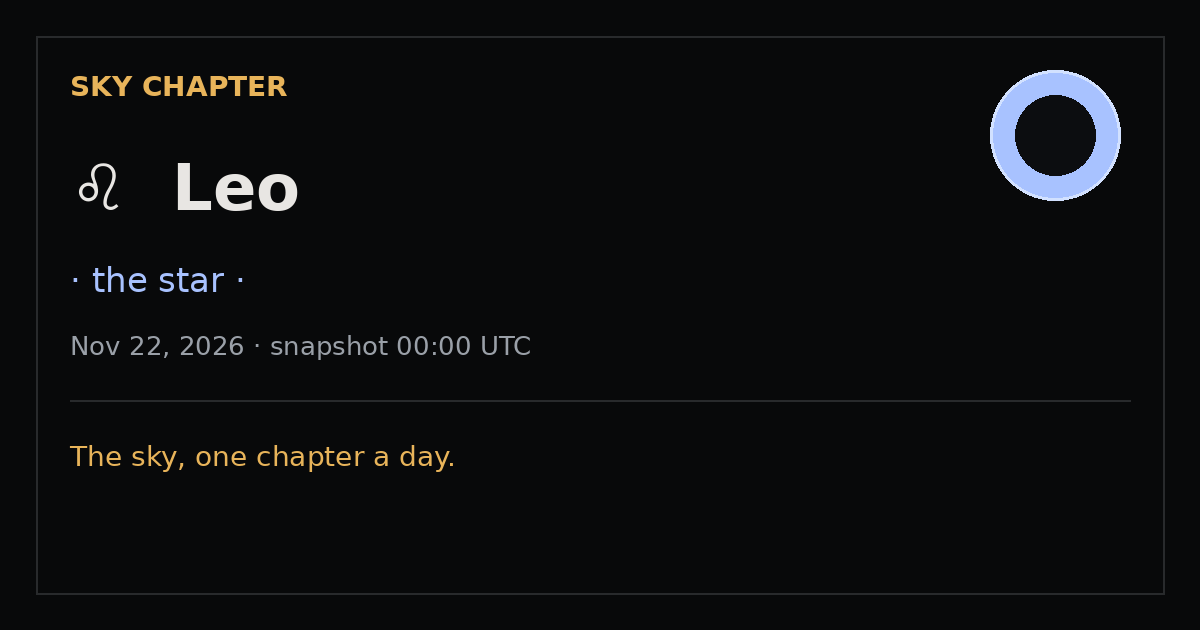 SKY CHAPTER
♌ Leo
· the star ·
Nov 22, 2026 · snapshot 00:00 UTC
The sky, one chapter a day.